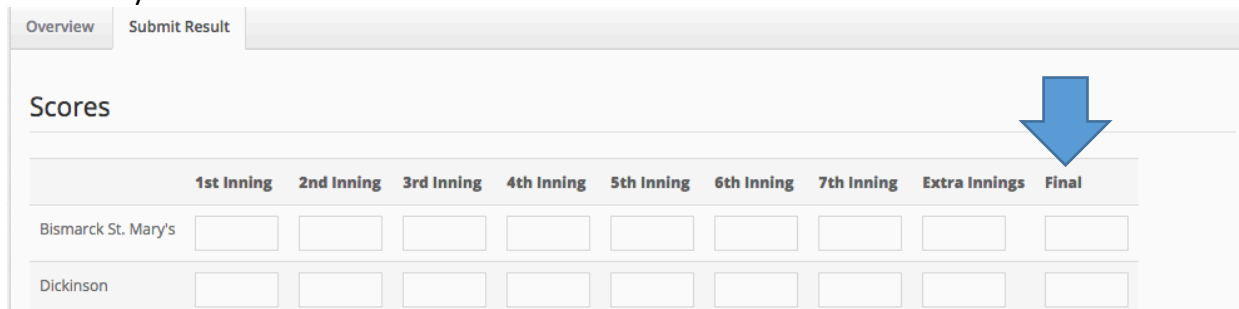 Overview Submit Result
Scores
1st Inning 2nd Inning 3rd Inning 4th Inning 5th Inning 6th Inning 7th Inning Extra Innings Final
Bismarck St. Mary's
Dickinson